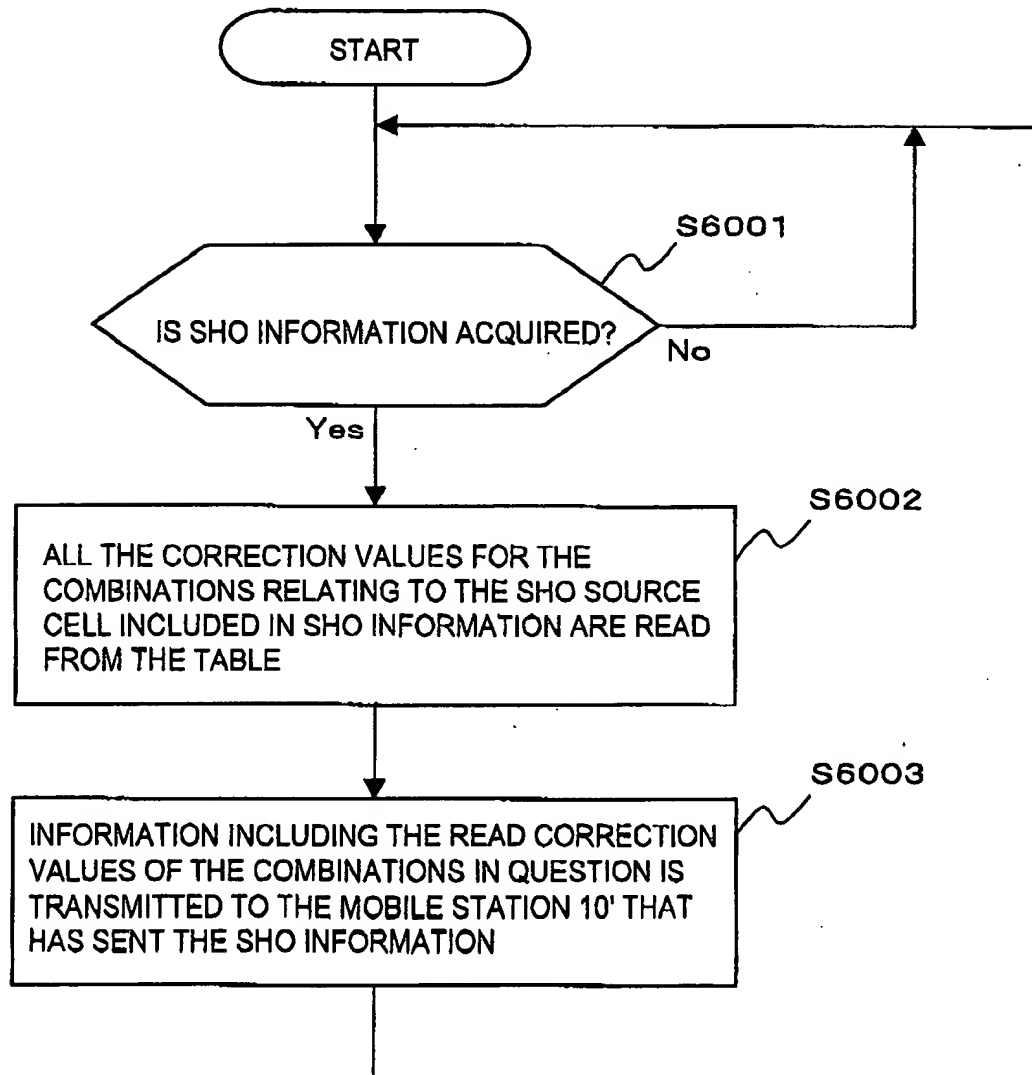 START
S6001
IS SHO INFORMATION ACQUIRED?
No
Yes
S6002
ALL THE CORRECTION VALUES FOR THE
COMBINATIONS RELATING TO THE SHO SOURCE
CELL INCLUDED IN SHO INFORMATION ARE READ
FROM THE TABLE
S6003
INFORMATION INCLUDING THE READ CORRECTION
VALUES OF THE COMBINATIONS IN QUESTION IS
TRANSMITTED TO THE MOBILE STATION 10' THAT
HAS SENT THE SHO INFORMATION